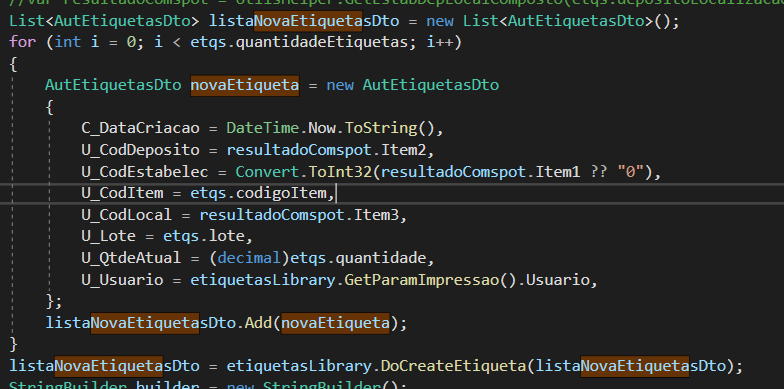 //var resultadoComspot = UtilsHelper.getEstabDepLocalComposto(etqs.depositoLocalizacao
List<AutEtiquetasDto> listaNovaEtiquetasDto = new List<AutEtiquetasDto>();
for (int i = 0; i < etqs.quantidadeEtiquetas; i++)
{
AutEtiquetasDto novaEtiqueta = new AutEtiquetasDto
{
C_DataCriacao = DateTime.Now.ToString(),
U_CodDeposito = resultadoComspot.Item2,
U_CodEstabelec = Convert.ToInt32(resultadoComspot.Item1 ?? "0"),
U_CodItem = etqs.codigoItem,
U_CodLocal = resultadoComspot.Item3,
U_Lote = etqs.lote,
U_QtdeAtual = (decimal)etqs.quantidade,
U_Usuario = etiquetasLibrary.GetParamImpressao().Usuario,
};
listaNovaEtiquetasDto.Add(novaEtiqueta);
}
listaNovaEtiquetasDto = etiquetasLibrary.DoCreateEtiqueta(listaNovaEtiquetasDto);
StringBuilder builder = new StringBuilder();